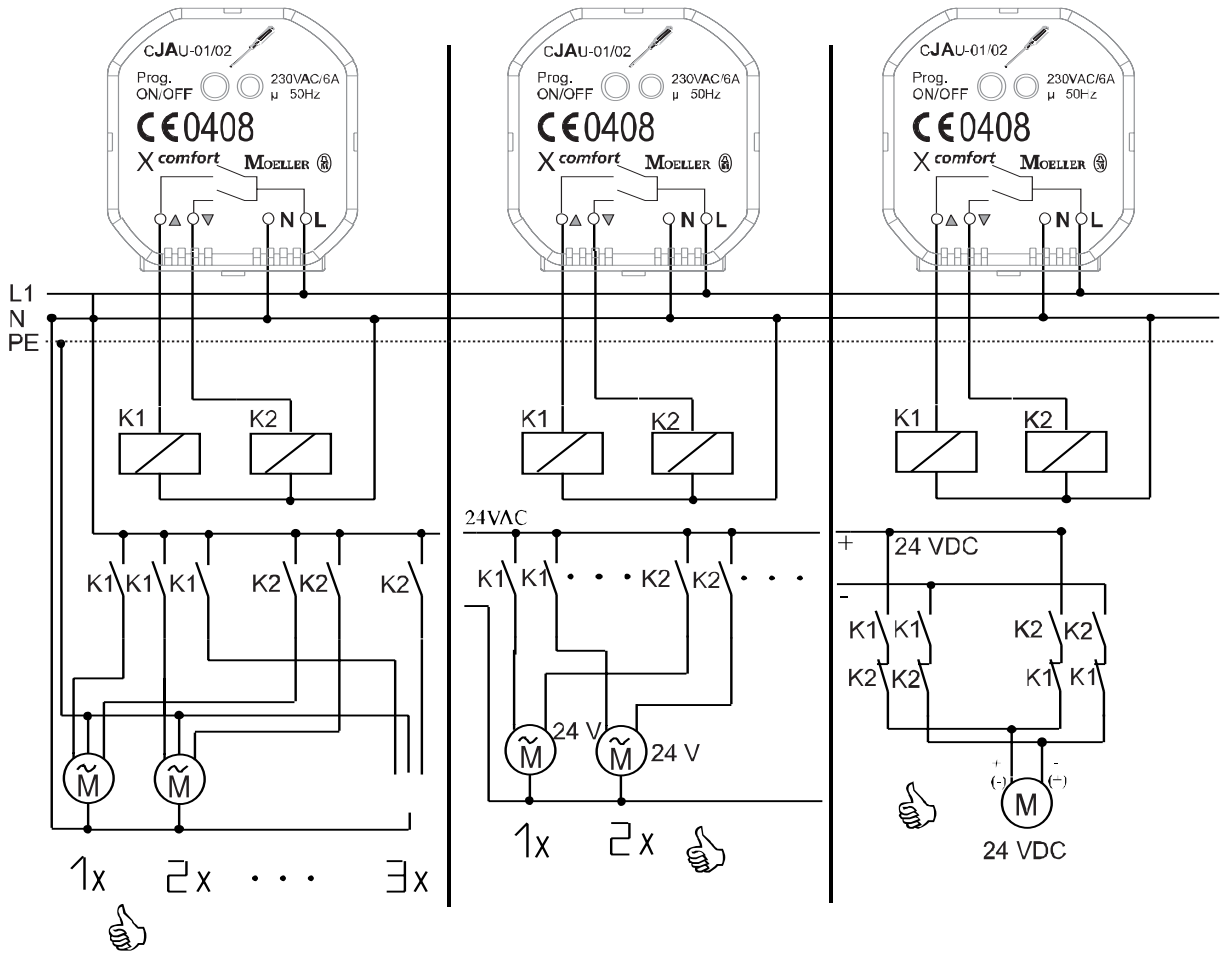 CJAU-01/02
Prog. 230VAC/6A
ON/OFF µ 50Hz
CE0408
X comfort MOELLER
N L
CJAU-01/02
Prog. 230VAC/6A
ON/OFF µ 50Hz
CE0408
X comfort MOELLER
N L
CJAU-01/02
Prog. 230VAC/6A
ON/OFF µ 50Hz
CE0408
X comfort MOELLER
N L
L1
N
PE
K1 K2
K1 K2
K1 K2
24VAC
+ 24 VDC
-
K1 K1 K1 K2 K2 K2
K1 K1 • • • K2 K2 • • •
K1 K1 K2 K2
K2 K2 K1 K1
~ M ~ M
~ M 24 V ~ M 24 V
+ -
(-) (+)
M
24 VDC
1x 2x • • • 3x
1x 2x